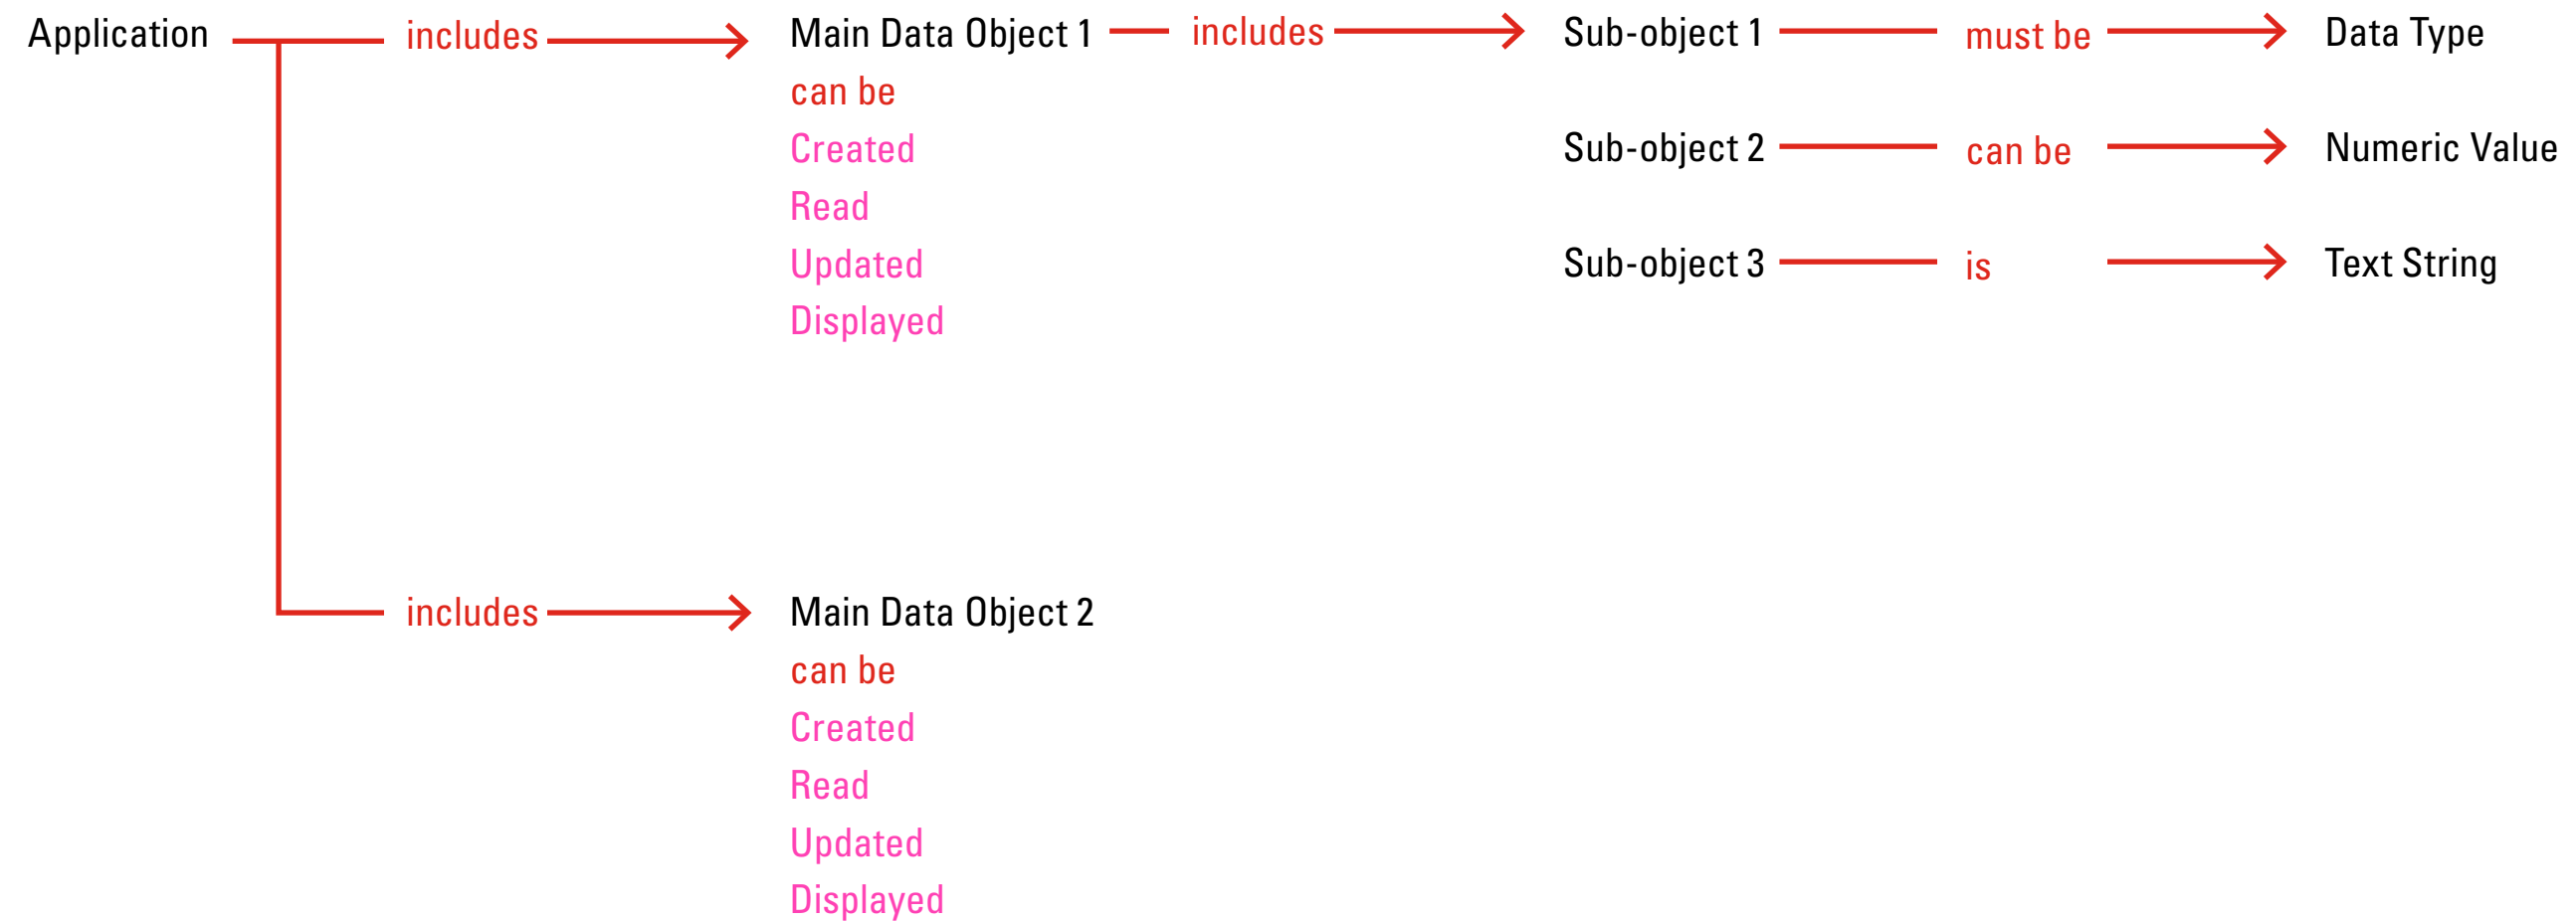 Application includes Main Data Object 1 includes Sub-object 1 must be Data Type
can be
Created Sub-object 2 can be Numeric Value
Read
Updated Sub-object 3 is Text String
Displayed
includes Main Data Object 2
can be
Created
Read
Updated
Displayed